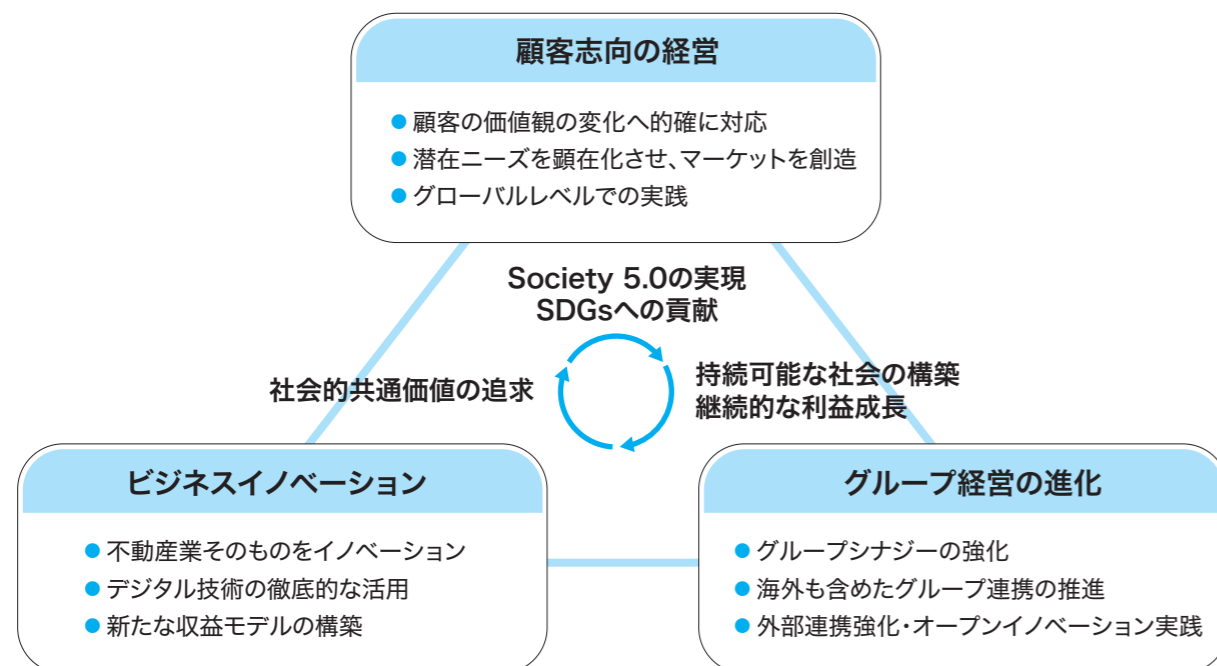 顧客志向の経営
● 顧客の価値観の変化へ的確に対応
● 潜在ニーズを顕在化させ、マーケットを創造
● グローバルレベルでの実践
Society 5.0の実現
SDGsへの貢献
社会的共通価値の追求
持続可能な社会の構築
継続的な利益成長
ビジネスイノベーション
● 不動産業そのものをイノベーション
● デジタル技術の徹底的な活用
● 新たな収益モデルの構築
グループ経営の進化
● グループシナジーの強化
● 海外も含めたグループ連携の推進
● 外部連携強化・オープンイノベーション実践